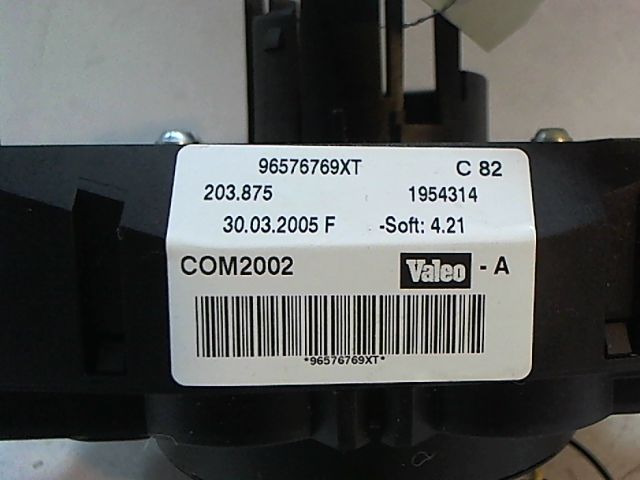 96576769XT C 82
203.875 1954314
30.03.2005 F -Soft: 4.21
COM2002 Valeo - A
*96576769XT*